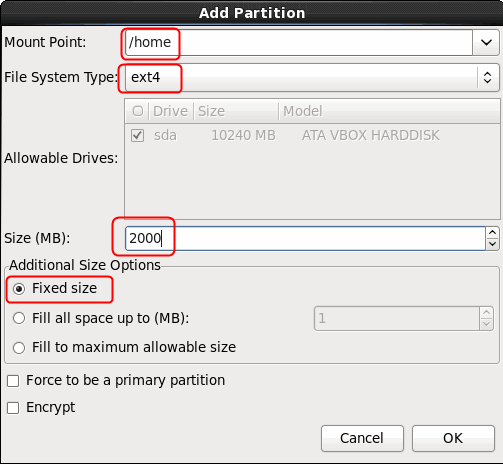 Add Partition
Mount Point: /home
File System Type: ext4
Drive Size Model
Allowable Drives: sda 10240 MB ATA VBOX HARDDISK
Size (MB): 2000
Additional Size Options
Fixed size
Fill all space up to (MB): 1
Fill to maximum allowable size
Force to be a primary partition
Encrypt
Cancel OK